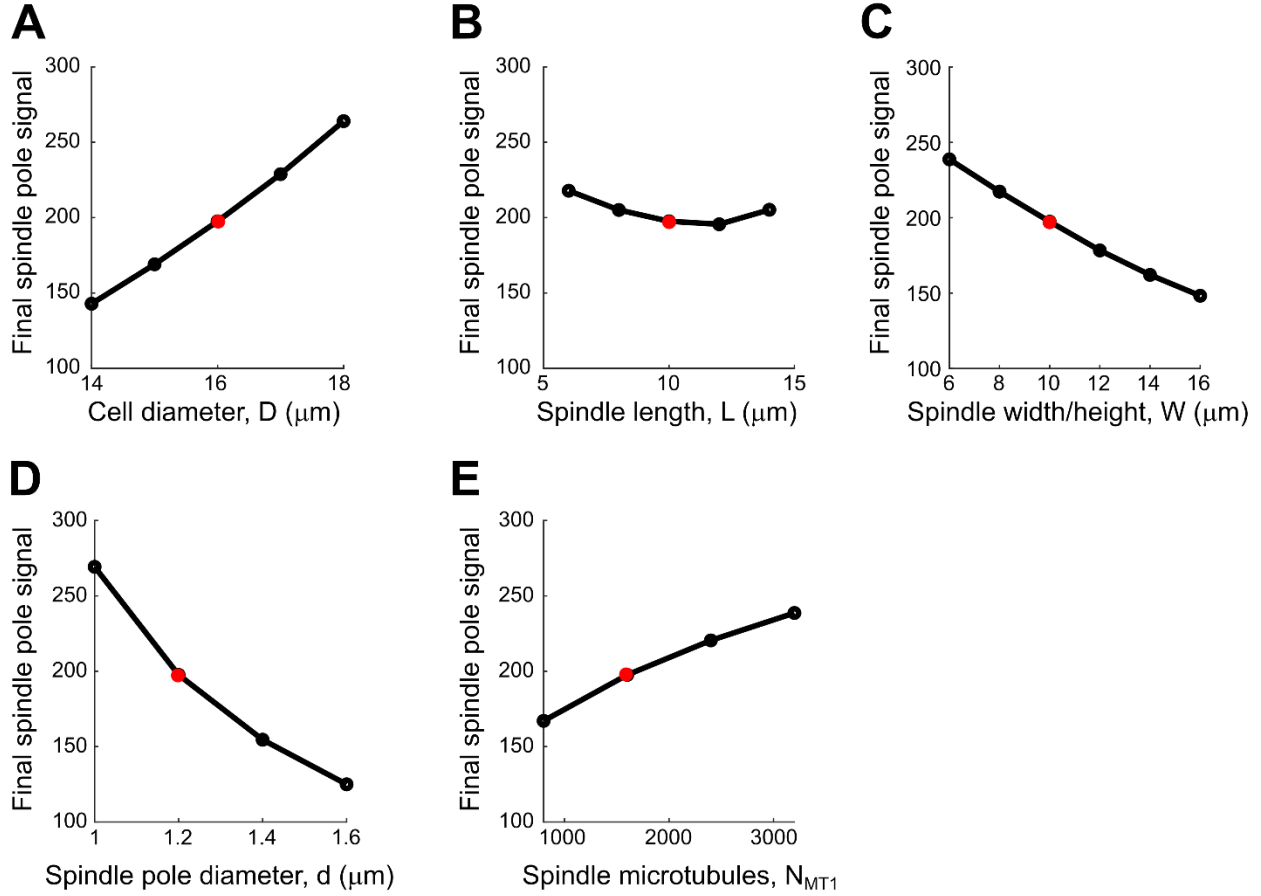 A
B
C
Final spindle pole signal
300
250
200
150
100
14
16
18
Cell diameter, D (μm)
Final spindle pole signal
300
250
200
150
100
5
10
15
Spindle length, L (μm)
Final spindle pole signal
300
250
200
150
100
6
8
10
12
14
16
Spindle width/height, W (μm)
D
E
Final spindle pole signal
300
250
200
150
100
1
1.2
1.4
1.6
Spindle pole diameter, d (μm)
Final spindle pole signal
300
250
200
150
100
1000
2000
3000
Spindle microtubules, N_MT1